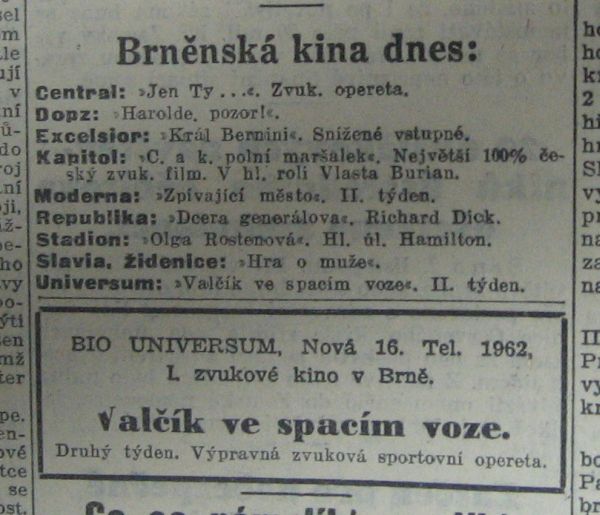 Brněnská kina dnes:
Central: »Jen Ty...«. Zvuk. opereta.
Dopz: »Harolde, pozor!«.
Excelsior: »Král Bernini«. Snížené vstupné.
Kapitol: »C. a k. polní maršalek«. Největší 100% če-
ský zvuk. film. V hl. roli Vlasta Burian.
Moderna: »Zpívající město«. II. týden.
Republika: »Dcera generálova«. Richard Dick.
Stadion: »Olga Rostenová«. Hl. úl. Hamilton.
Slavia, židenice: »Hra o muže«.
Universum: »Valčík ve spacím voze«. II. týden.
BIO UNIVERSUM, Nová 16. Tel. 1962,
I. zvukové kino v Brně.
Valčík ve spacím voze.
Druhý týden. Výpravná zvuková sportovní opereta.